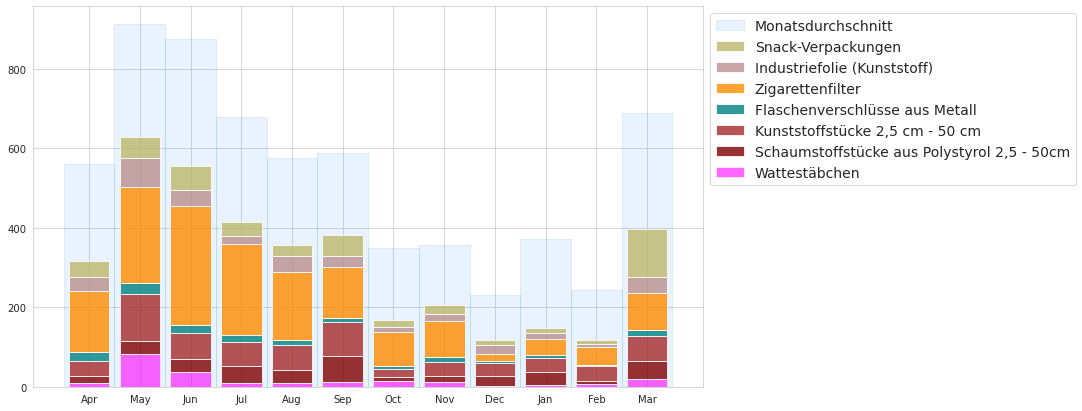 800
600
400
200
0
Apr May Jun Jul Aug Sep Oct Nov Dec Jan Feb Mar
Monatsdurchschnitt
Snack-Verpackungen
Industriefolie (Kunststoff)
Zigarettenfilter
Flaschenverschlüsse aus Metall
Kunststoffstücke 2,5 cm - 50 cm
Schaumstoffstücke aus Polystyrol 2,5 - 50cm
Wattestäbchen